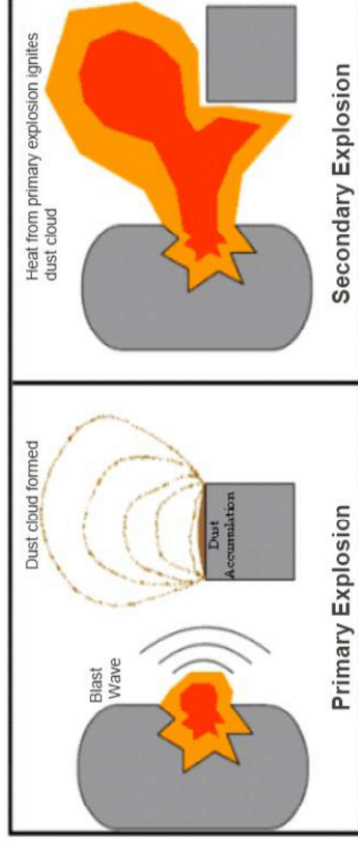 Blast
Wave
Dust cloud formed
Dust
Accumulation
Primary Explosion
Heat from primary explosion ignites
dust cloud
Secondary Explosion